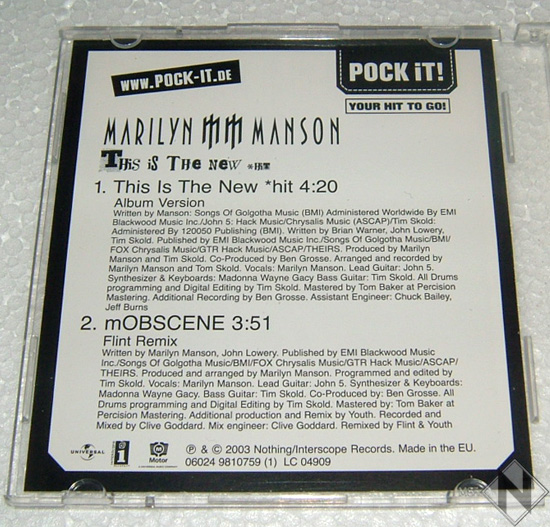 www.POCK-iT.DE
POCK iT!
YOUR HIT TO GO!
MARILYN MANSON
This is The New *hit
1. This Is The New *hit 4:20
Album Version
Written by Manson: Songs Of Golgotha Music (BMI) Administered Worldwide By EMI
Blackwood Music Inc./John 5: Hack Music/Chrysalis Music (ASCAP)/Tim Skold:
Administered By 120050 Publishing (BMI). Written by Brian Warner, John Lowery,
Tim Skold. Published by EMI Blackwood Music Inc./Songs Of Golgotha Music/BMI/
FOX Chrysalis Music/GTR Hack Music/ASCAP/THEIRS. Produced by Marilyn
Manson and Tim Skold. Co-Produced by Ben Grosse. Arranged and recorded by
Marilyn Manson and Tom Skold. Vocals: Marilyn Manson. Lead Guitar: John 5.
Synthesizer & Keyboards: Madonna Wayne Gacy Bass Guitar: Tim Skold. All Drums
programming and Digital Editing by Tim Skold. Mastered by Tom Baker at Percision
Mastering. Additional Recording by Ben Grosse. Assistant Engineer: Chuck Bailey,
Jeff Burns
2. mOBSCENE 3:51
Flint Remix
Written by Marilyn Manson, John Lowery. Published by EMI Blackwood Music
Inc./Songs Of Golgotha Music/BMI/FOX Chrysalis Music/GTR Hack Music/ASCAP/
THEIRS. Produced and arranged by Marilyn Manson. Programmed and edited by
Tim Skold. Vocals: Marilyn Manson. Lead Guitar: John 5. Synthesizer & Keyboards:
Madonna Wayne Gacy. Bass Guitar: Tim Skold. Co-Produced by: Ben Grose. All
Drums programming and Digital Editing by Tim Skold. Mastered by: Tom Baker at
Percision Mastering. Additional production and Remix by Youth. Recorded and
Mixed by Clive Goddard. Mix engineer: Clive Goddard. Remixed by Flint & Youth
UNIVERSAL
i
Motor
℗ & © 2003 Nothing/Interscope Records. Made in the EU.
06024 9810759 (1) LC 04909
N